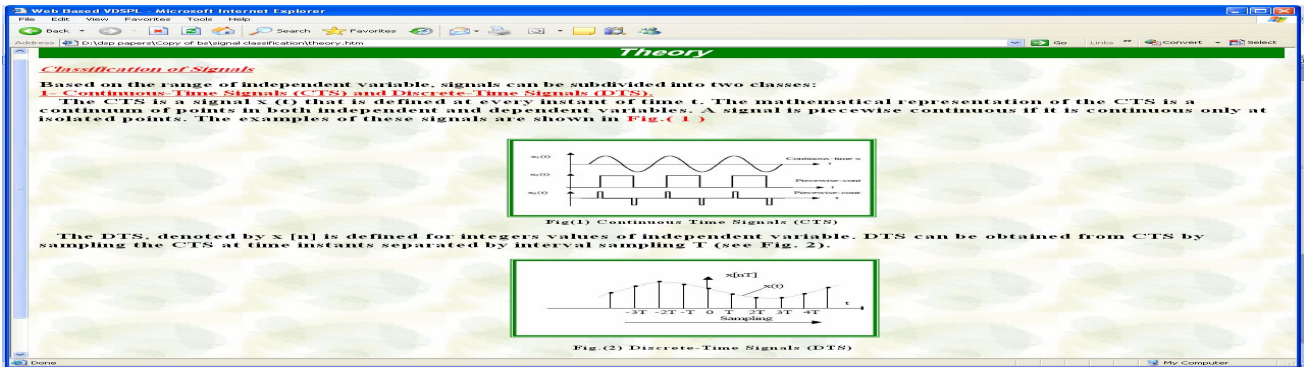 Web Based VDSPL - Microsoft Internet Explorer
File Edit View Favorites Tools Help
Back Search Favorites
Address D:\dsp papers\Copy of bs\signal classification\theory.htm Go Links Convert Select
Theory
Classification of Signals
Based on the range of independent variable, signals can be subdivided into two classes:
1- Continuous-Time Signals (CTS) and Discrete-Time Signals (DTS).
The CTS is a signal x (t) that is defined at every instant of time t. The mathematical representation of the CTS is a
continuum of points in both independent and dependent variables. A signal is piecewise continuous if it is continuous only at
isolated points. The examples of these signals are shown in Fig.( 1 )
Continuous-time s
t
Piecewise-cont
t
Piecewise-cont
t
Fig(1) Continuous Time Signals (CTS)
The DTS, denoted by x [n] is defined for integers values of independent variable. DTS can be obtained from CTS by
sampling the CTS at time instants separated by interval sampling T (see Fig. 2).
x[nT]
x(t)
t
-3T -2T -T 0 T 2T 3T 4T
Sampling
Fig.(2) Discrete-Time Signals (DTS)
Done My Computer